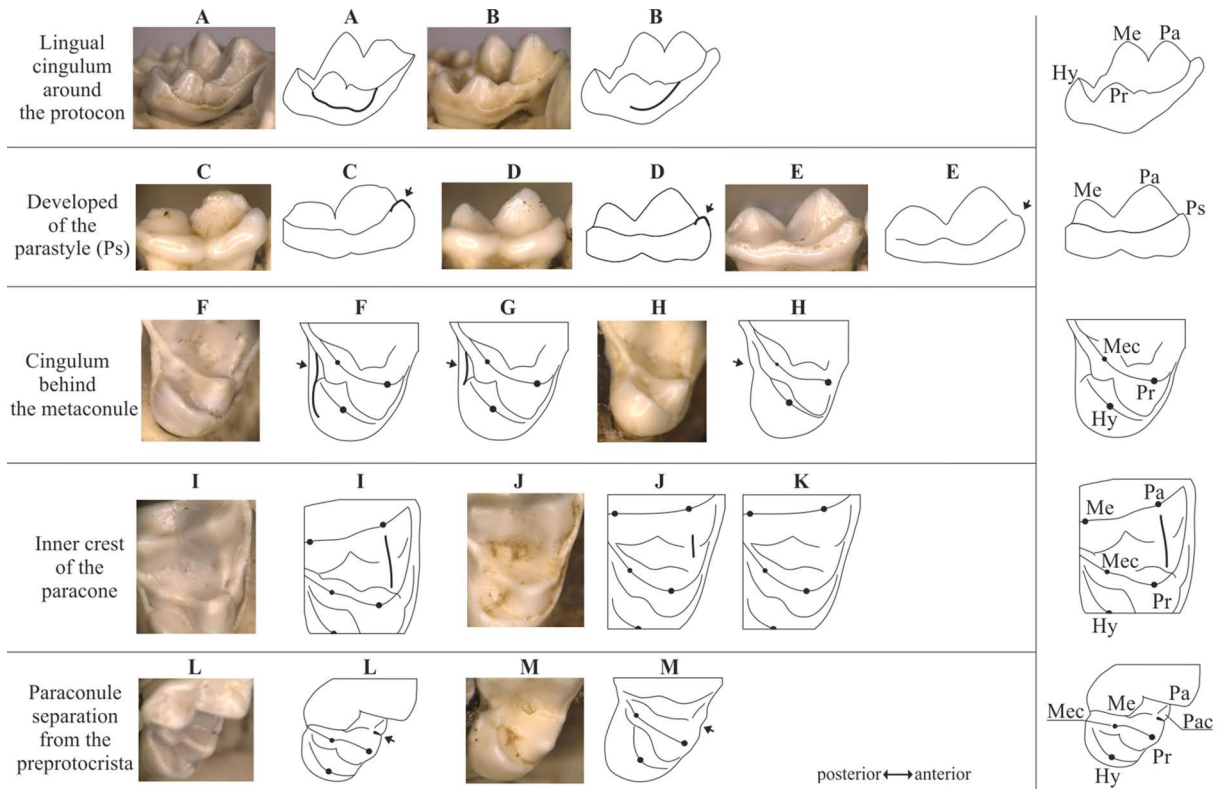 A A B B
Lingual
cingulum
around
the protocon
Me Pa
Hy
Pr
C C D D E E
Developed
of the
parastyle (Ps)
Pa
Me
Ps
F F G H H
Cingulum
behind
the metaconule
Mec
Pr
Hy
I I J J K
Inner crest
of the
paracone
Pa
Me
Mec
Pr
Hy
L L M M
Paraconule
separation
from the
preprotocrista
Pa
Me
Mec
Pac
Pr
Hy
posterior anterior